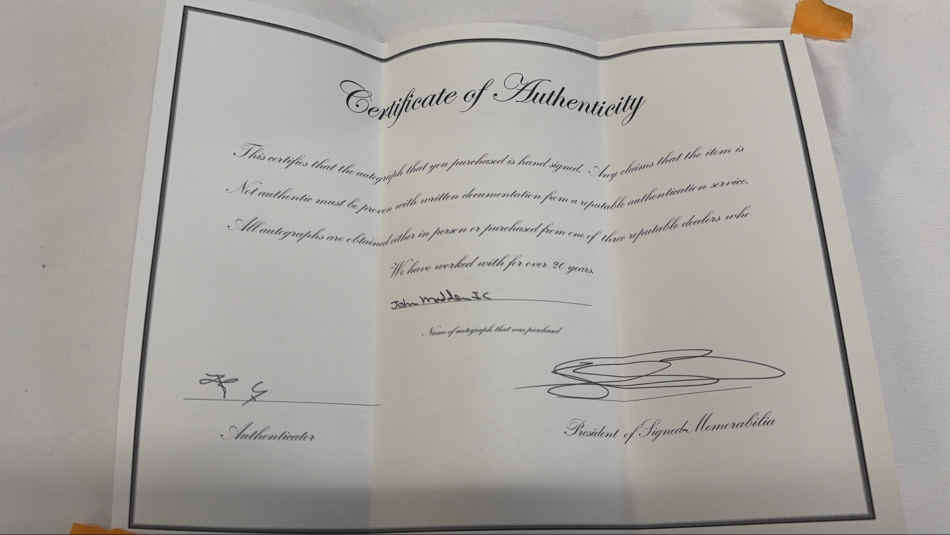 Certificate of Authenticity
This certifies that the autograph that you purchased is hand signed. Any claims that the item is
Not authentic must be proven with written documentation from a reputable authentication service.
All autographs are obtained either in person or purchased from one of three reputable dealers who
We have worked with for over 20 years.
John Madden
Name of autograph that was purchased
Authenticator
President of Signed Memorabilia